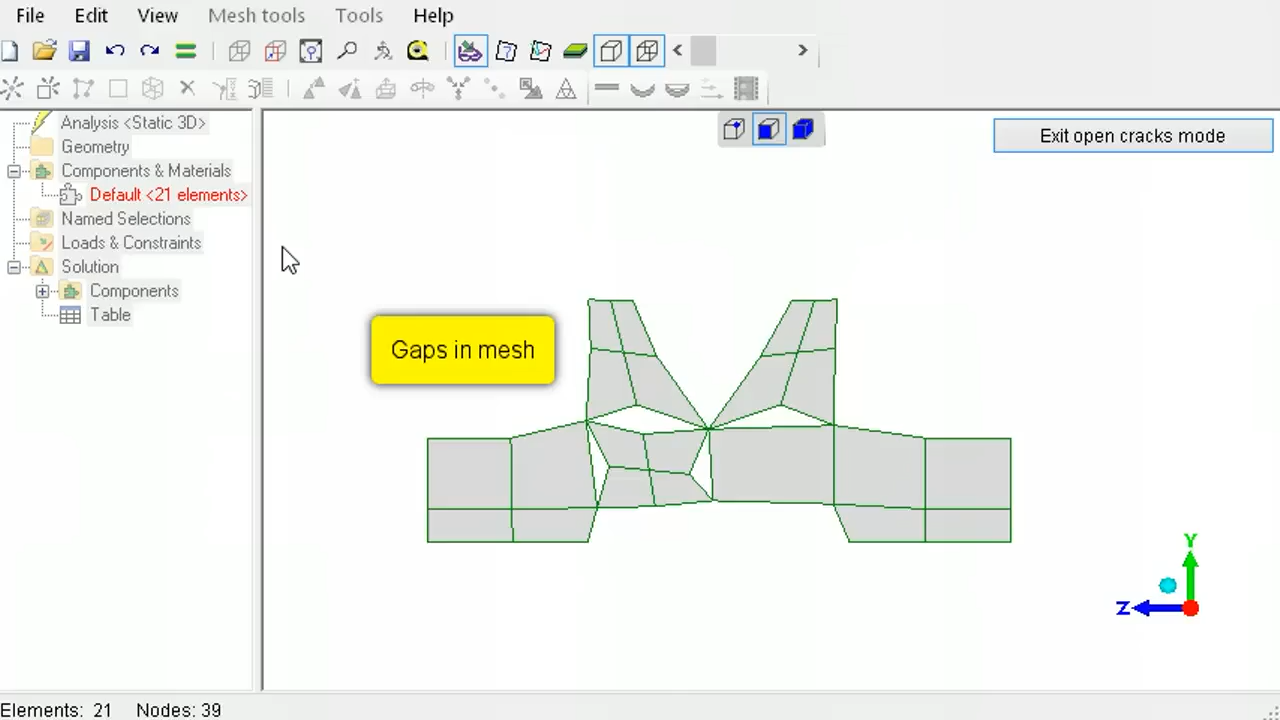 File Edit View Mesh tools Tools Help
Exit open cracks mode
Analysis <Static 3D>
Geometry
Components & Materials
Default <21 elements>
Named Selections
Loads & Constraints
Solution
Components
Table
Gaps in mesh
Y
Z
Elements: 21 Nodes: 39